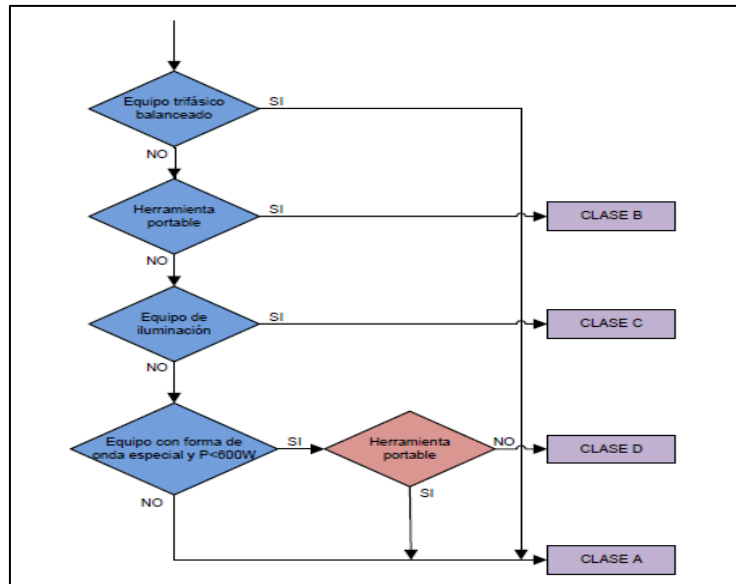 Equipo trifásico
balanceado
SI
NO
Herramienta
portable
SI
CLASE B
NO
Equipo de
iluminación
SI
CLASE C
NO
Equipo con forma de
onda especial y P<600W
SI
Herramienta
portable
NO
CLASE D
SI
NO
CLASE A